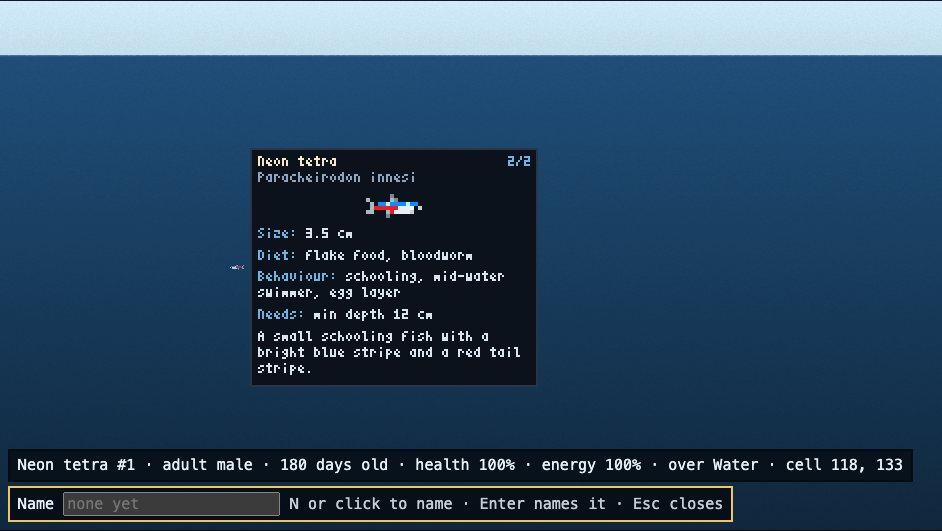 Neon tetra 2/2
Paracheirodon innesi
Size: 3.5 cm
Diet: flake food, bloodworm
Behaviour: schooling, mid-water
swimmer, egg layer
Needs: min depth 12 cm
A small schooling fish with a
bright blue stripe and a red tail
stripe.
Neon tetra #1 · adult male · 180 days old · health 100% · energy 100% · over Water · cell 118, 133
Name none yet N or click to name · Enter names it · Esc closes